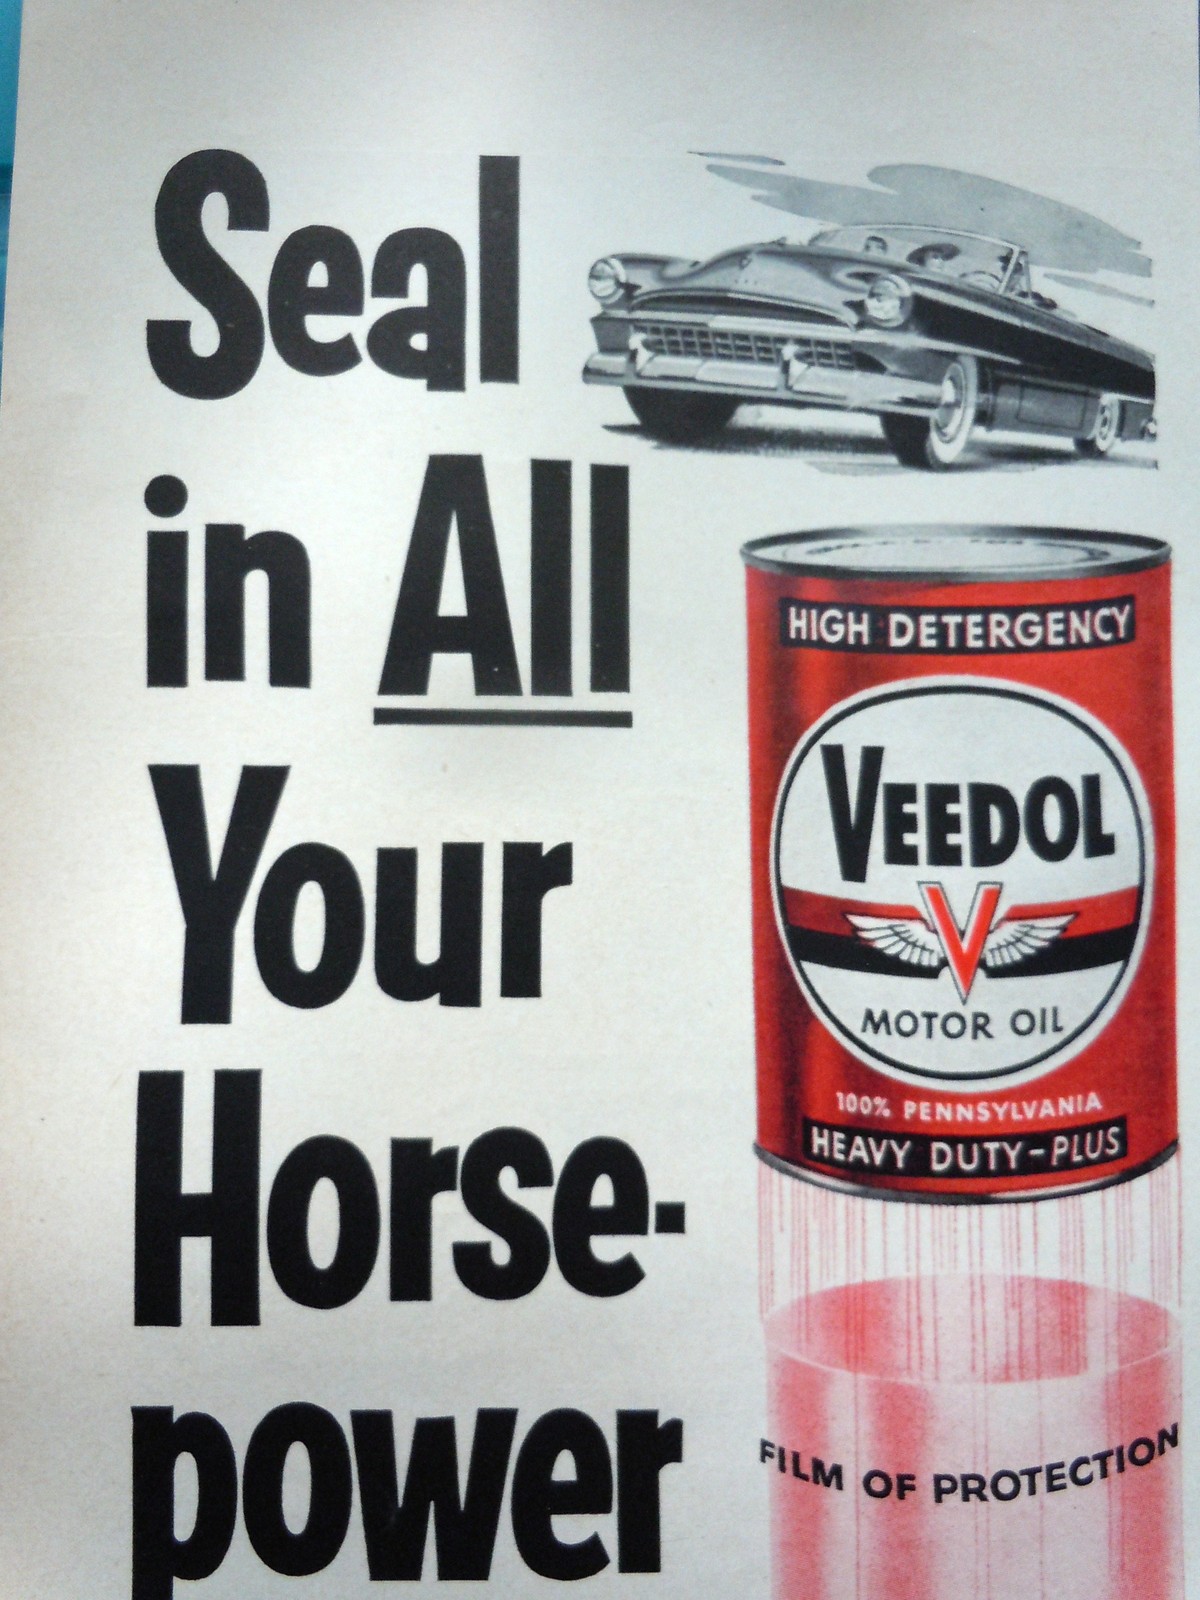 Seal
in All
Your
Horse-
power
HIGH DETERGENCY
VEEDOL
V
MOTOR OIL
100% PENNSYLVANIA
HEAVY DUTY-PLUS
FILM OF PROTECTION